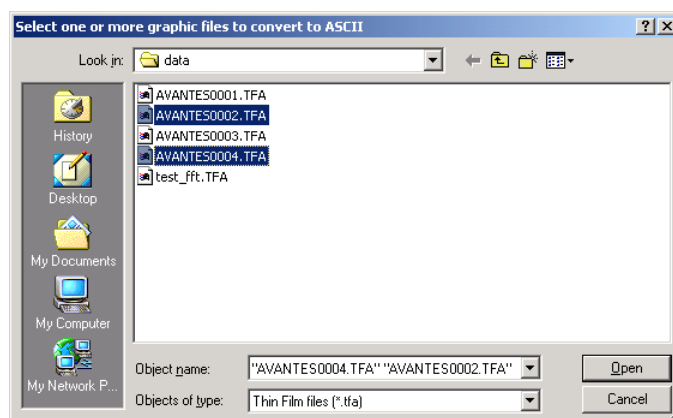 Select one or more graphic files to convert to ASCII
Look in:
data
History
Desktop
My Documents
My Computer
My Network P...
AVANTES0001.TFA
AVANTES0002.TFA
AVANTES0003.TFA
AVANTES0004.TFA
test_fft.TFA
Object name:
"AVANTES0004.TFA" "AVANTES0002.TFA"
Open
Objects of type:
Thin Film files (*.tfa)
Cancel